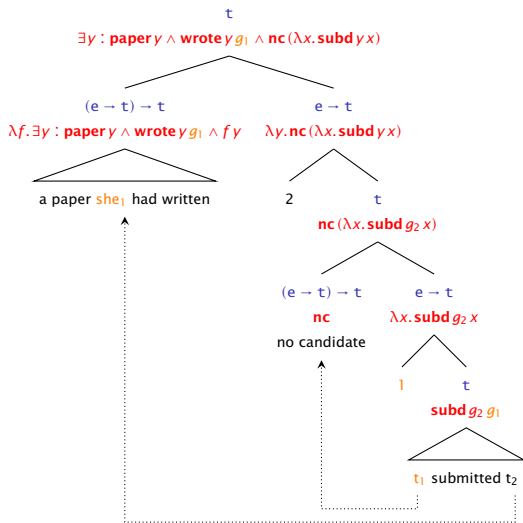 t
∃y : paper y ∧ wrote y g₁ ∧ nc (λx. subd y x)
(e → t) → t e → t
λf. ∃y : paper y ∧ wrote y g₁ ∧ f y λy. nc (λx. subd y x)
a paper she₁ had written 2 t
nc (λx. subd g₂ x)
(e → t) → t e → t
nc λx. subd g₂ x
no candidate
1 t
subd g₂ g₁
t₁ submitted t₂